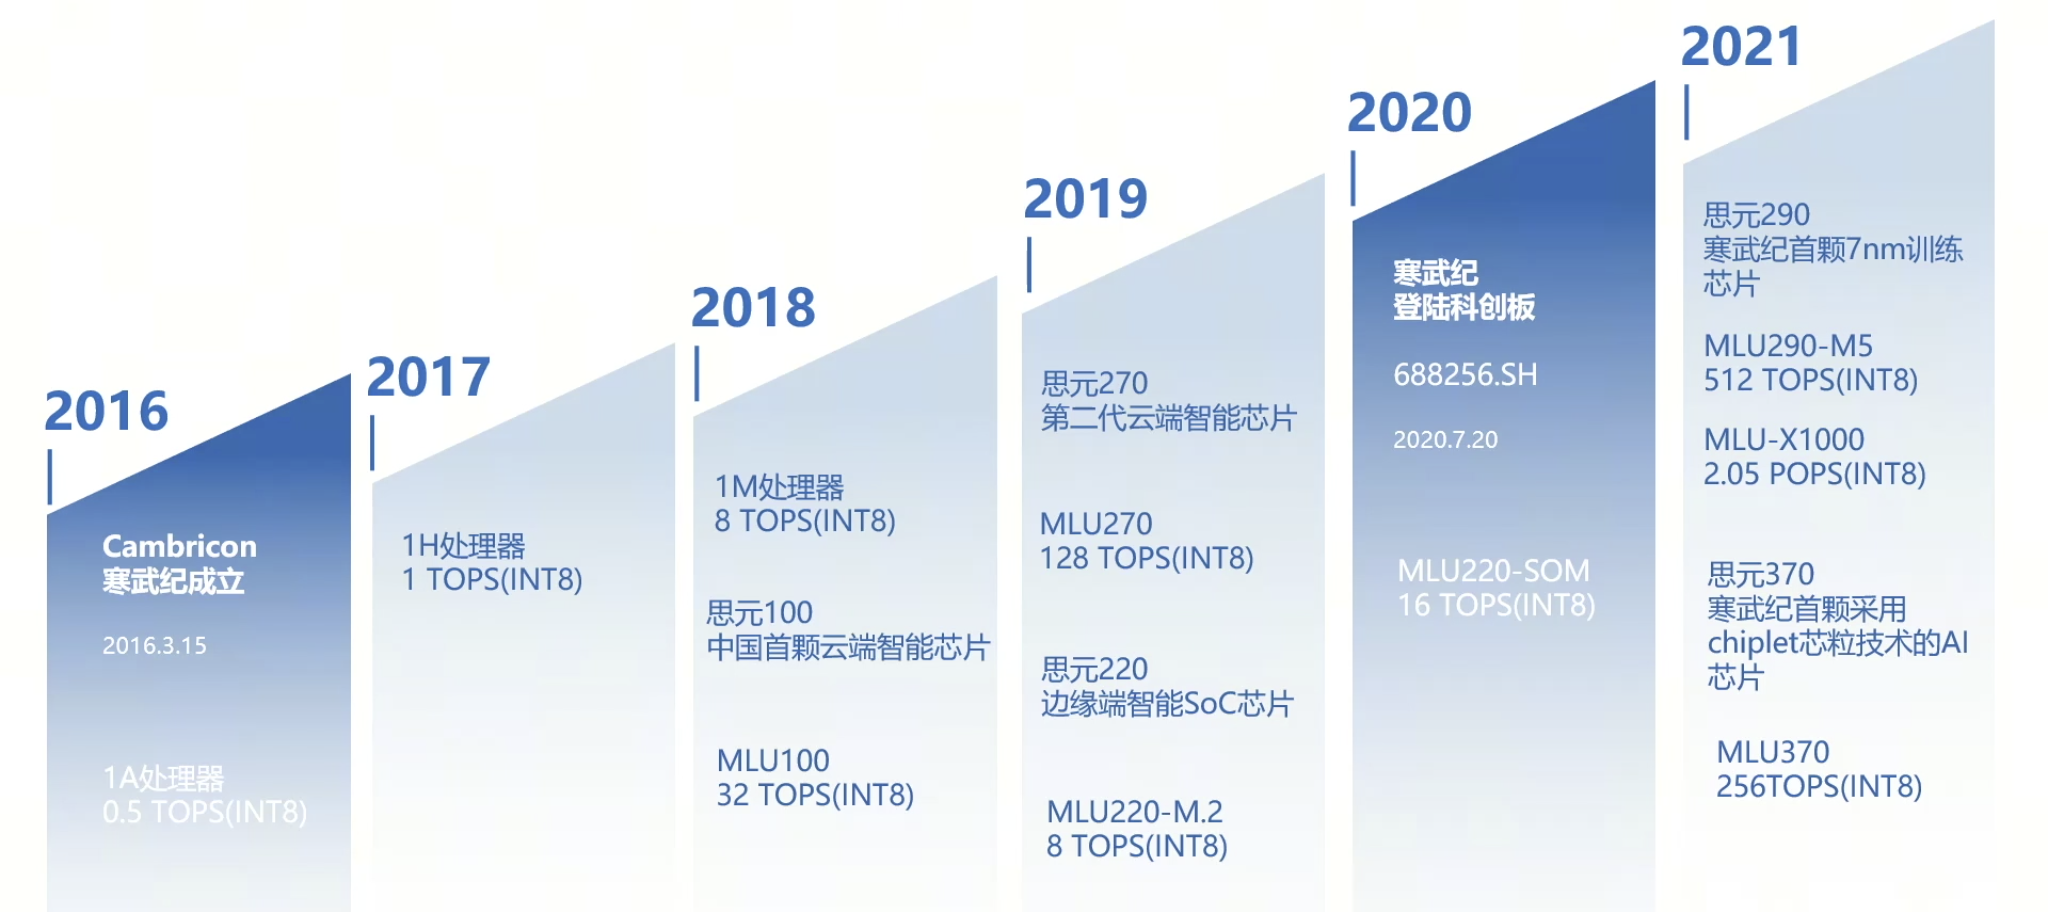 2016
Cambricon
寒武纪成立
2016.3.15
1A处理器
0.5 TOPS(INT8)
2017
1H处理器
1 TOPS(INT8)
2018
1M处理器
8 TOPS(INT8)
思元100
中国首颗云端智能芯片
MLU100
32 TOPS(INT8)
2019
思元270
第二代云端智能芯片
MLU270
128 TOPS(INT8)
思元220
边缘端智能SoC芯片
MLU220-M.2
8 TOPS(INT8)
2020
寒武纪
登陆科创板
688256.SH
2020.7.20
MLU220-SOM
16 TOPS(INT8)
2021
思元290
寒武纪首颗7nm训练
芯片
MLU290-M5
512 TOPS(INT8)
MLU-X1000
2.05 POPS(INT8)
思元370
寒武纪首颗采用
chiplet芯粒技术的AI
芯片
MLU370
256TOPS(INT8)